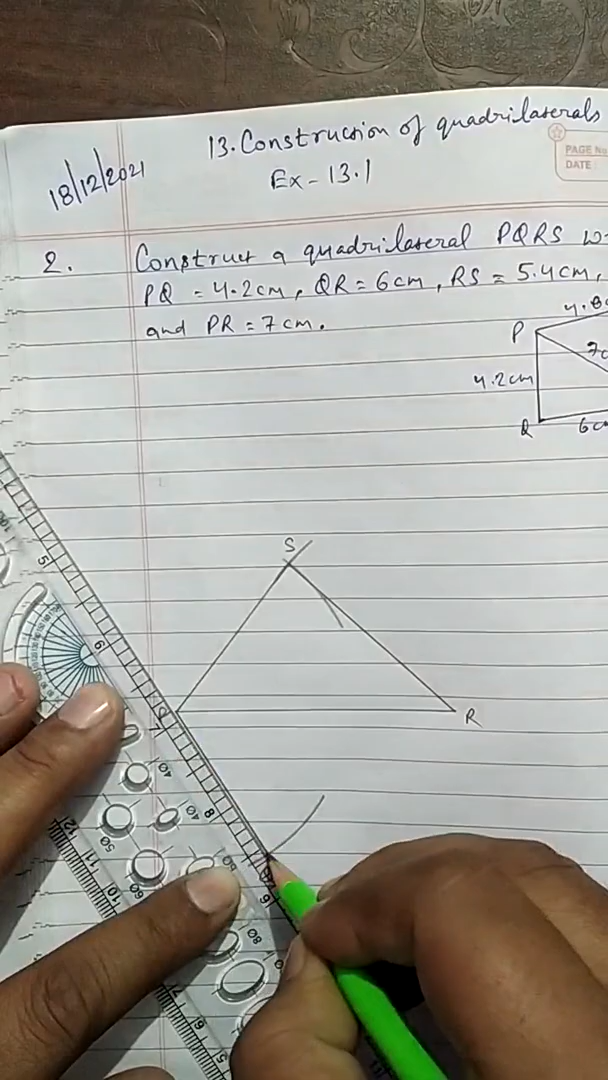 18/12/2021
13. Construction of quadrilaterals
Ex - 13.1
PAGE No
DATE
2. Construct a quadrilateral PQRS
PQ = 4.2cm, QR = 6cm, RS = 5.4cm,
and PR = 7cm.
P
4.2cm
Q
S
R